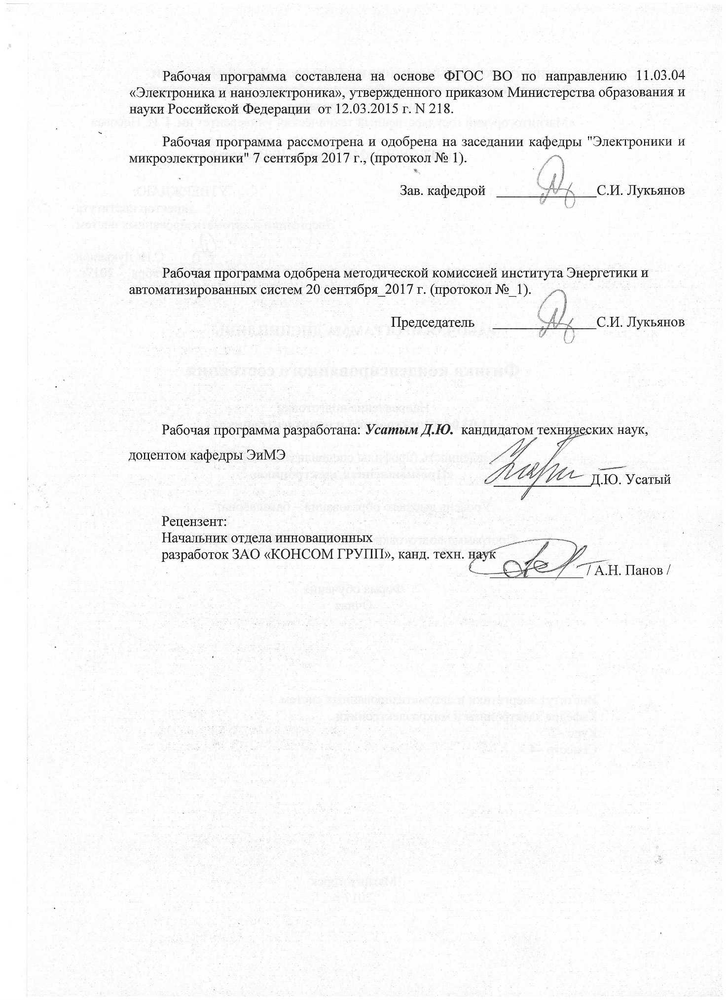 Рабочая программа составлена на основе ФГОС ВО по направлению 11.03.04
«Электроника и наноэлектроника», утвержденного приказом Министерства образования и
науки Российской Федерации от 12.03.2015 г. N 218.
Рабочая программа рассмотрена и одобрена на заседании кафедры "Электроники и
микроэлектроники" 7 сентября 2017 г., (протокол № 1).
Зав. кафедрой ______________С.И. Лукьянов
Рабочая программа одобрена методической комиссией института Энергетики и
автоматизированных систем 20 сентября_2017 г. (протокол №_1).
Председатель ______________С.И. Лукьянов
Рабочая программа разработана: Усатым Д.Ю. кандидатом технических наук,
доцентом кафедры ЭиМЭ
______________Д.Ю. Усатый
Рецензент:
Начальник отдела инновационных
разработок ЗАО «КОНСОМ ГРУПП», канд. техн. наук
______________ / А.Н. Панов /